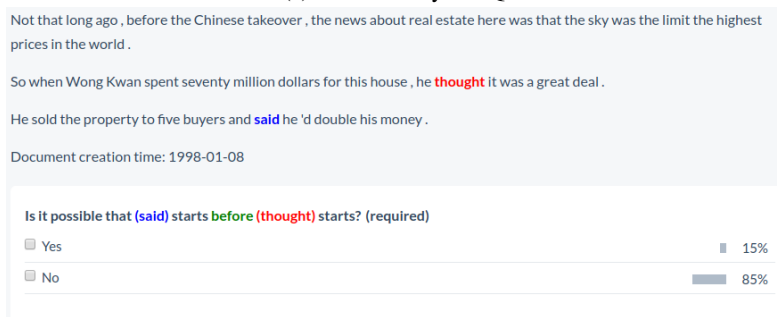 Not that long ago , before the Chinese takeover , the news about real estate here was that the sky was the limit the highest
prices in the world .
So when Wong Kwan spent seventy million dollars for this house , he thought it was a great deal .
He sold the property to five buyers and said he 'd double his money .
Document creation time: 1998-01-08
Is it possible that (said) starts before (thought) starts? (required)
Yes 15%
No 85%